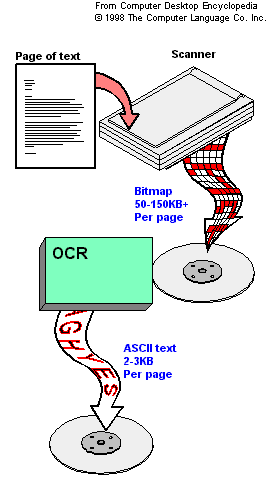 From Computer Desktop Encyclopedia
© 1998 The Computer Language Co. Inc.
Page of text
Scanner
Bitmap
50-150KB+
Per page
OCR
AGHYES
ASCII text
2-3KB
Per page